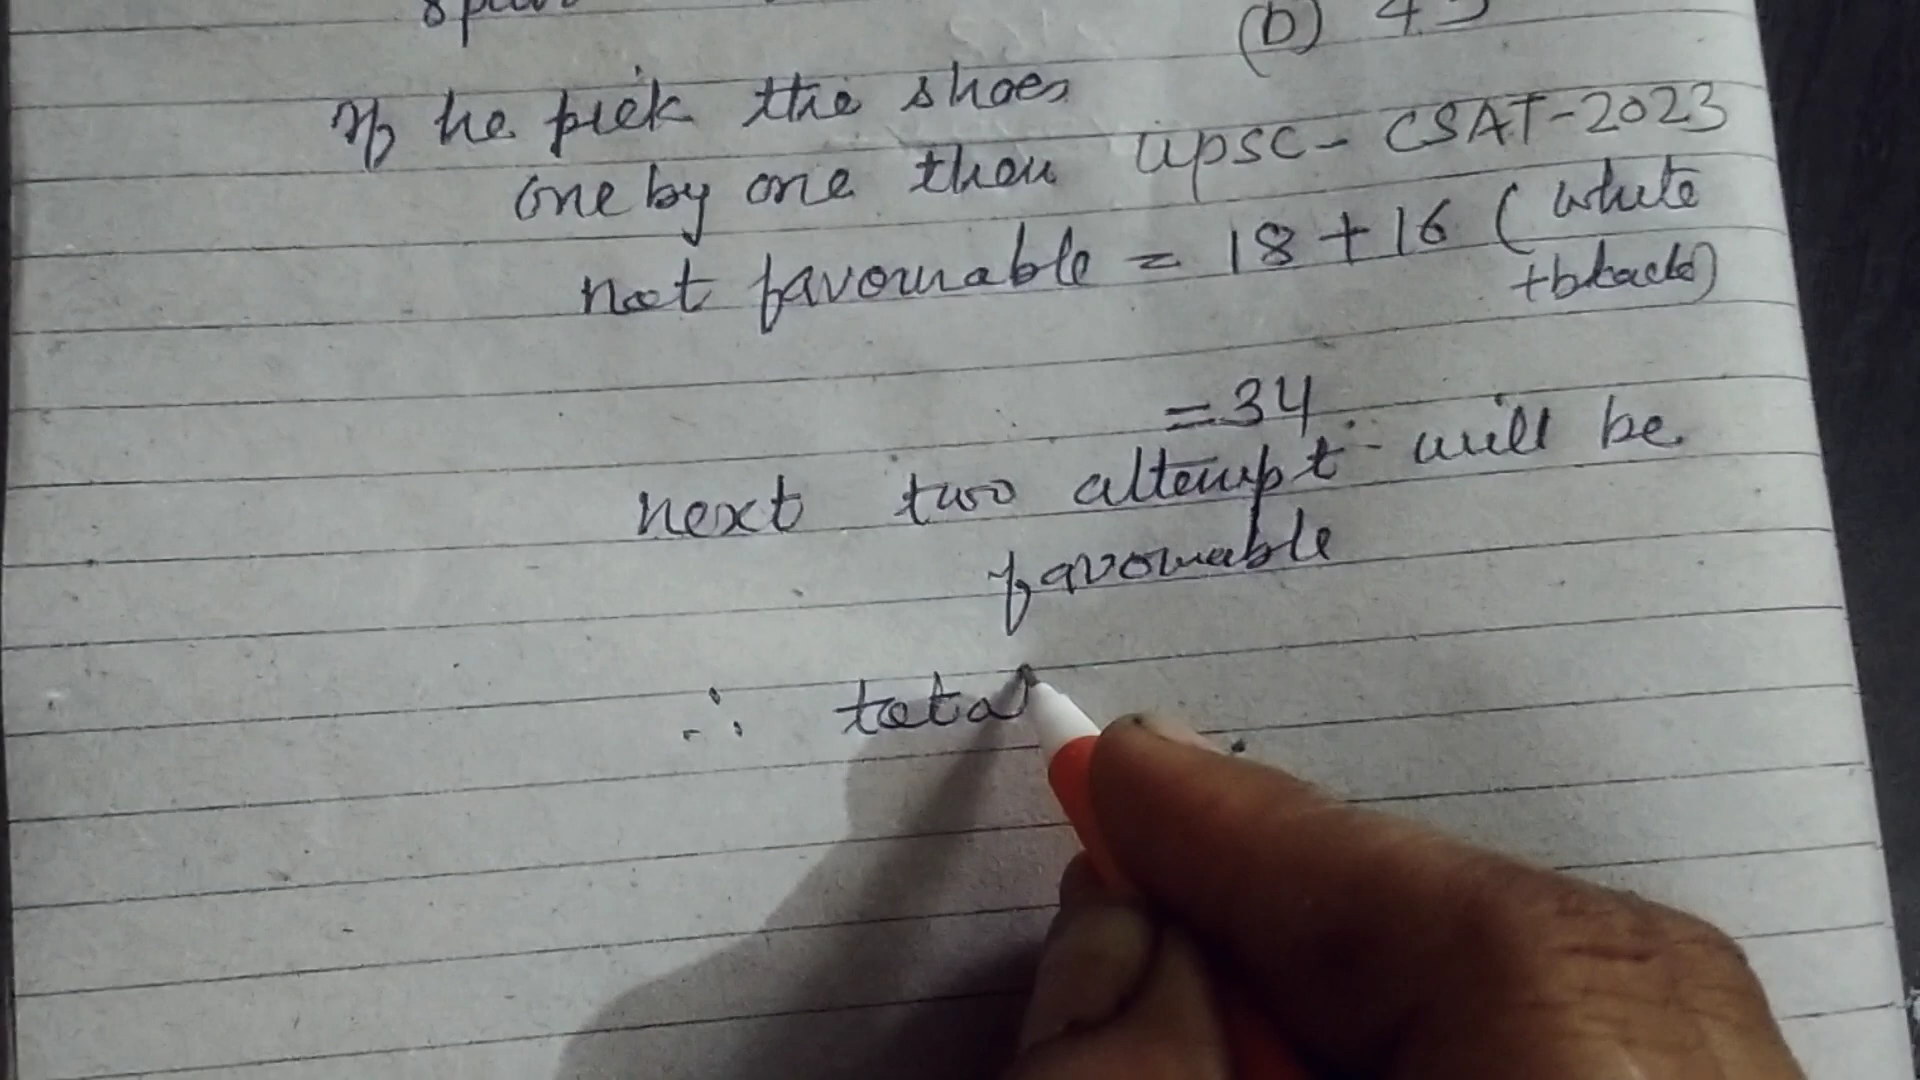 (b) 45
If he pick the shoes
one by one then UPSC - CSAT-2023
not favourable = 18 + 16 (white
+black)
= 34
next two attempt will be
favourable
∴ total